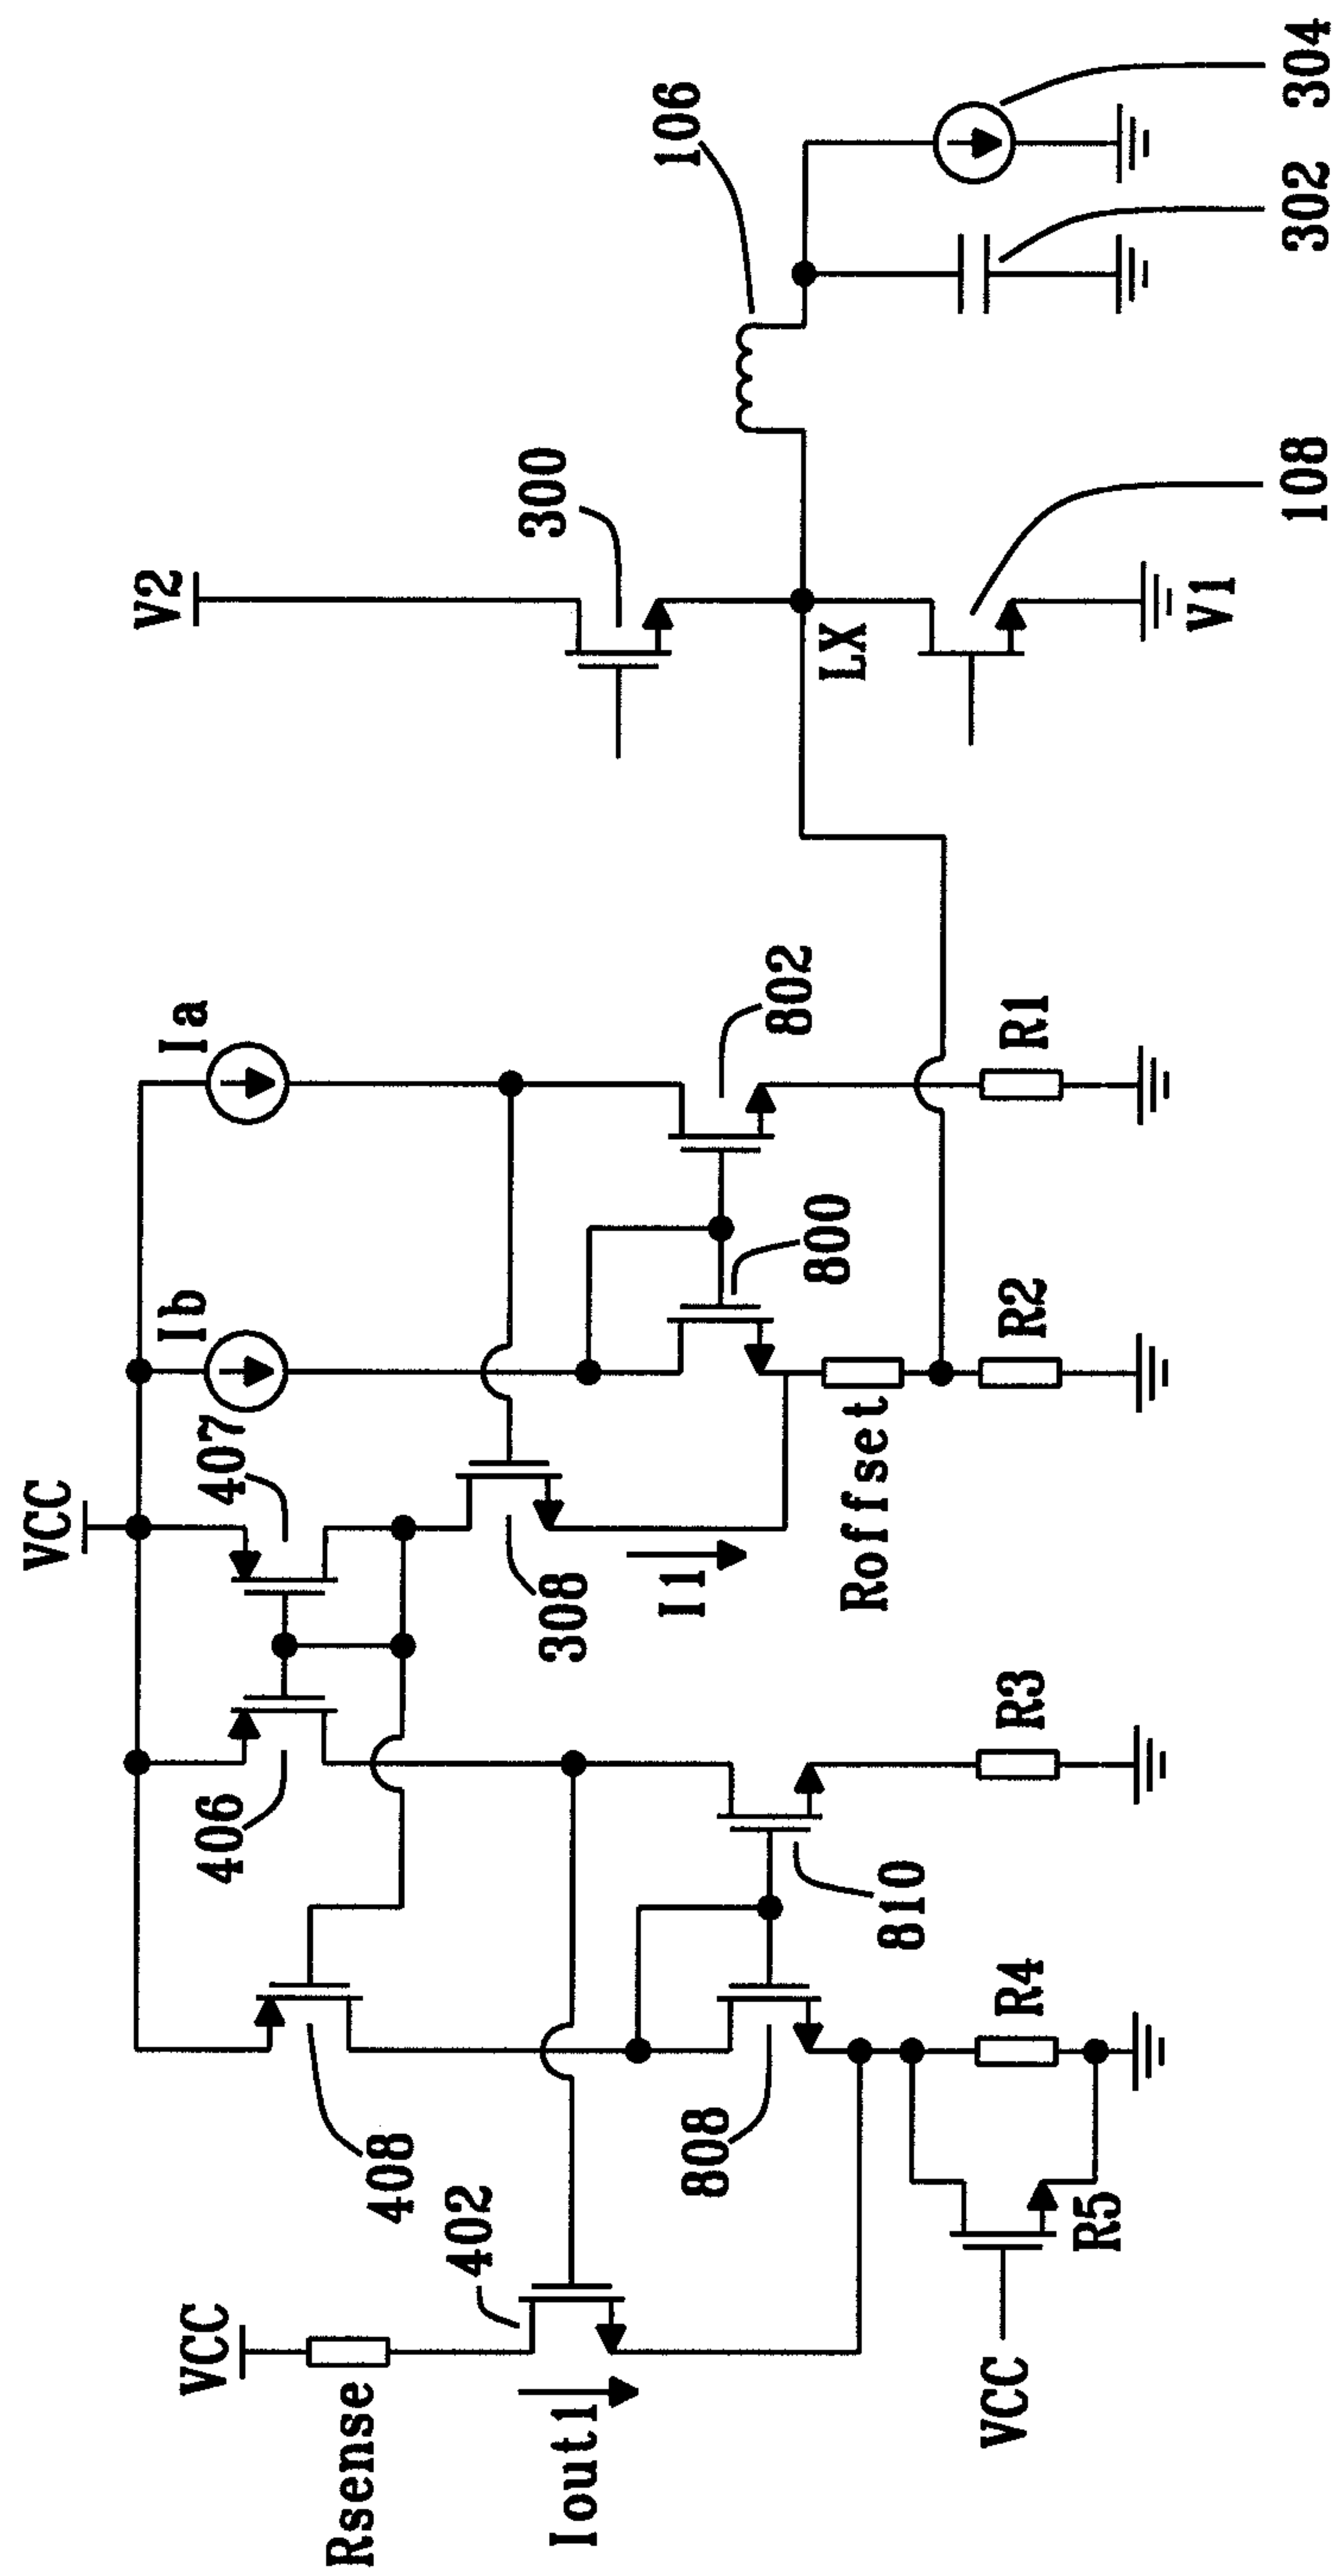 VCC
Rsense
Iout1
402
408
406
VCC
407
Ib
Ia
308
I1
808
810
800
802
Roffset
VCC
R5
R4
R3
R2
R1
V2
300
LX
106
108
V1
302
304